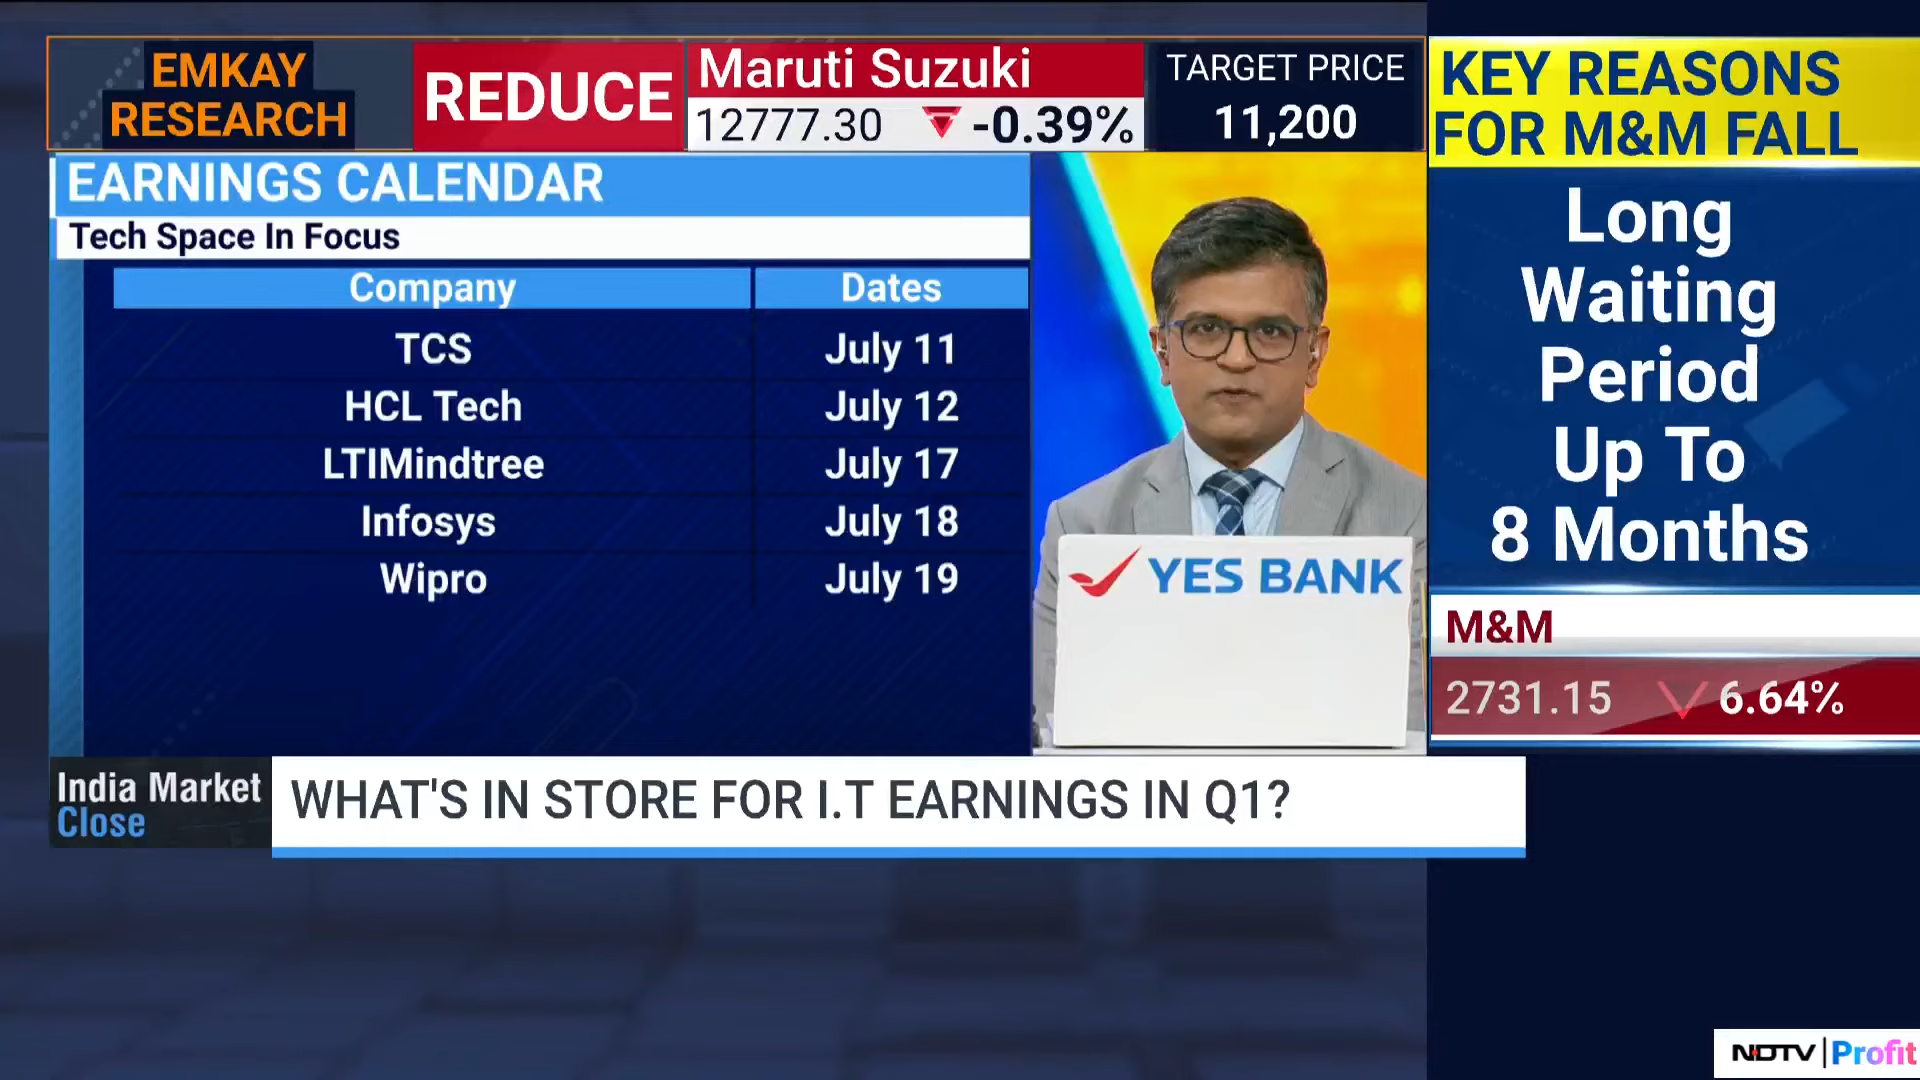 EMKAY
RESEARCH
REDUCE
Maruti Suzuki
12777.30 -0.39%
TARGET PRICE
11,200
KEY REASONS
FOR M&M FALL
EARNINGS CALENDAR
Tech Space In Focus
Company Dates
TCS July 11
HCL Tech July 12
LTIMindtree July 17
Infosys July 18
Wipro July 19
YES BANK
Long
Waiting
Period
Up To
8 Months
M&M
2731.15 6.64%
India Market
Close
WHAT'S IN STORE FOR I.T EARNINGS IN Q1?
NDTV Profit